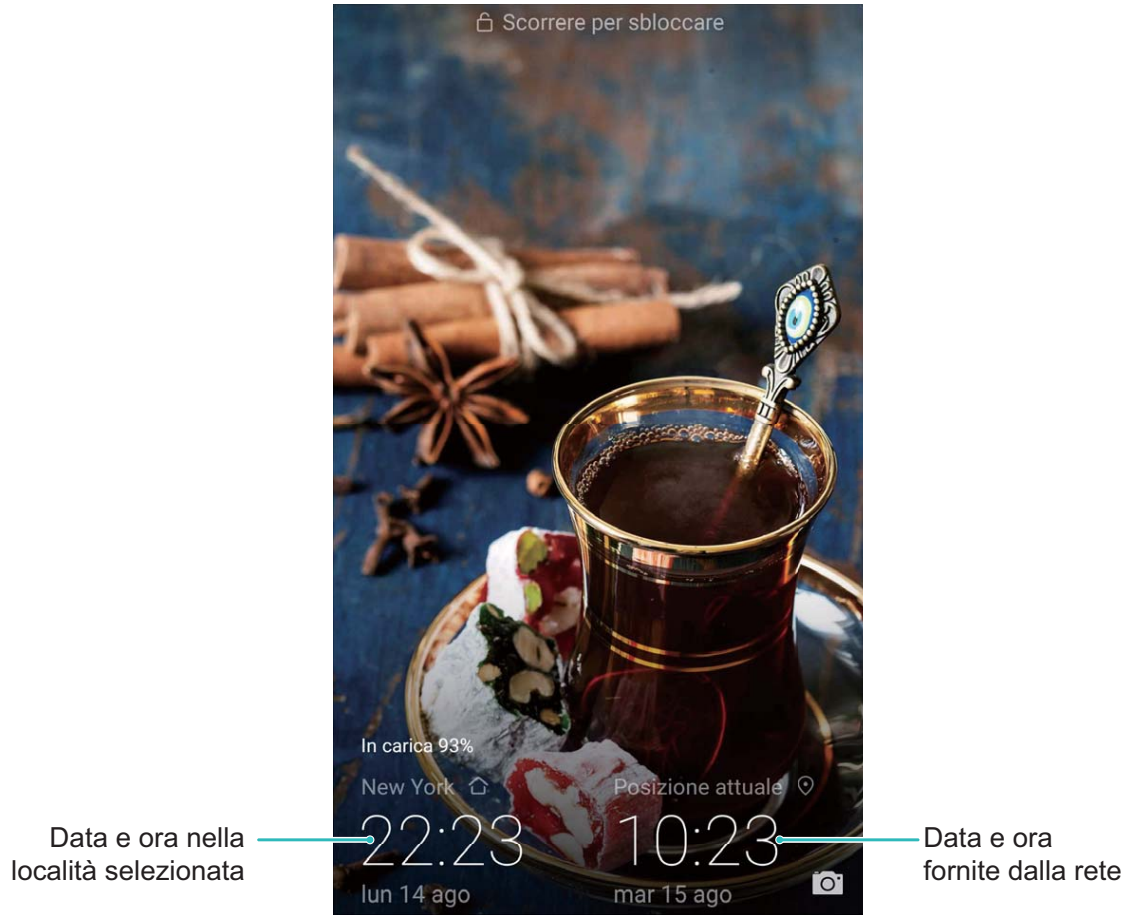 Scorrere per sbloccare
In carica 93%
New York
Posizione attuale
22:23
10:23
lun 14 ago
mar 15 ago
Data e ora nella
località selezionata
Data e ora
fornite dalla rete